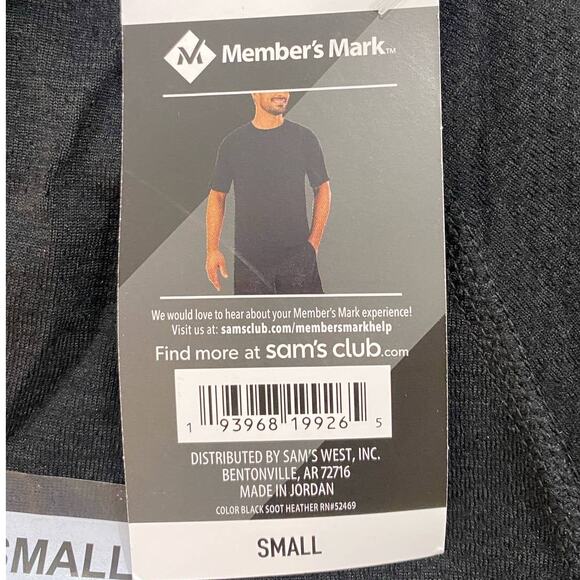 Member's Mark™
We would love to hear about your Member's Mark experience!
Visit us at: samsclub.com/membersmarkhelp
Find more at sam's club.com
1 93968 19926 5
DISTRIBUTED BY SAM'S WEST, INC.
BENTONVILLE, AR 72716
MADE IN JORDAN
COLOR BLACK SOOT HEATHER RN#52469
SMALL
SMALL